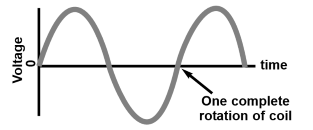 Voltage
0
time
One complete
rotation of coil